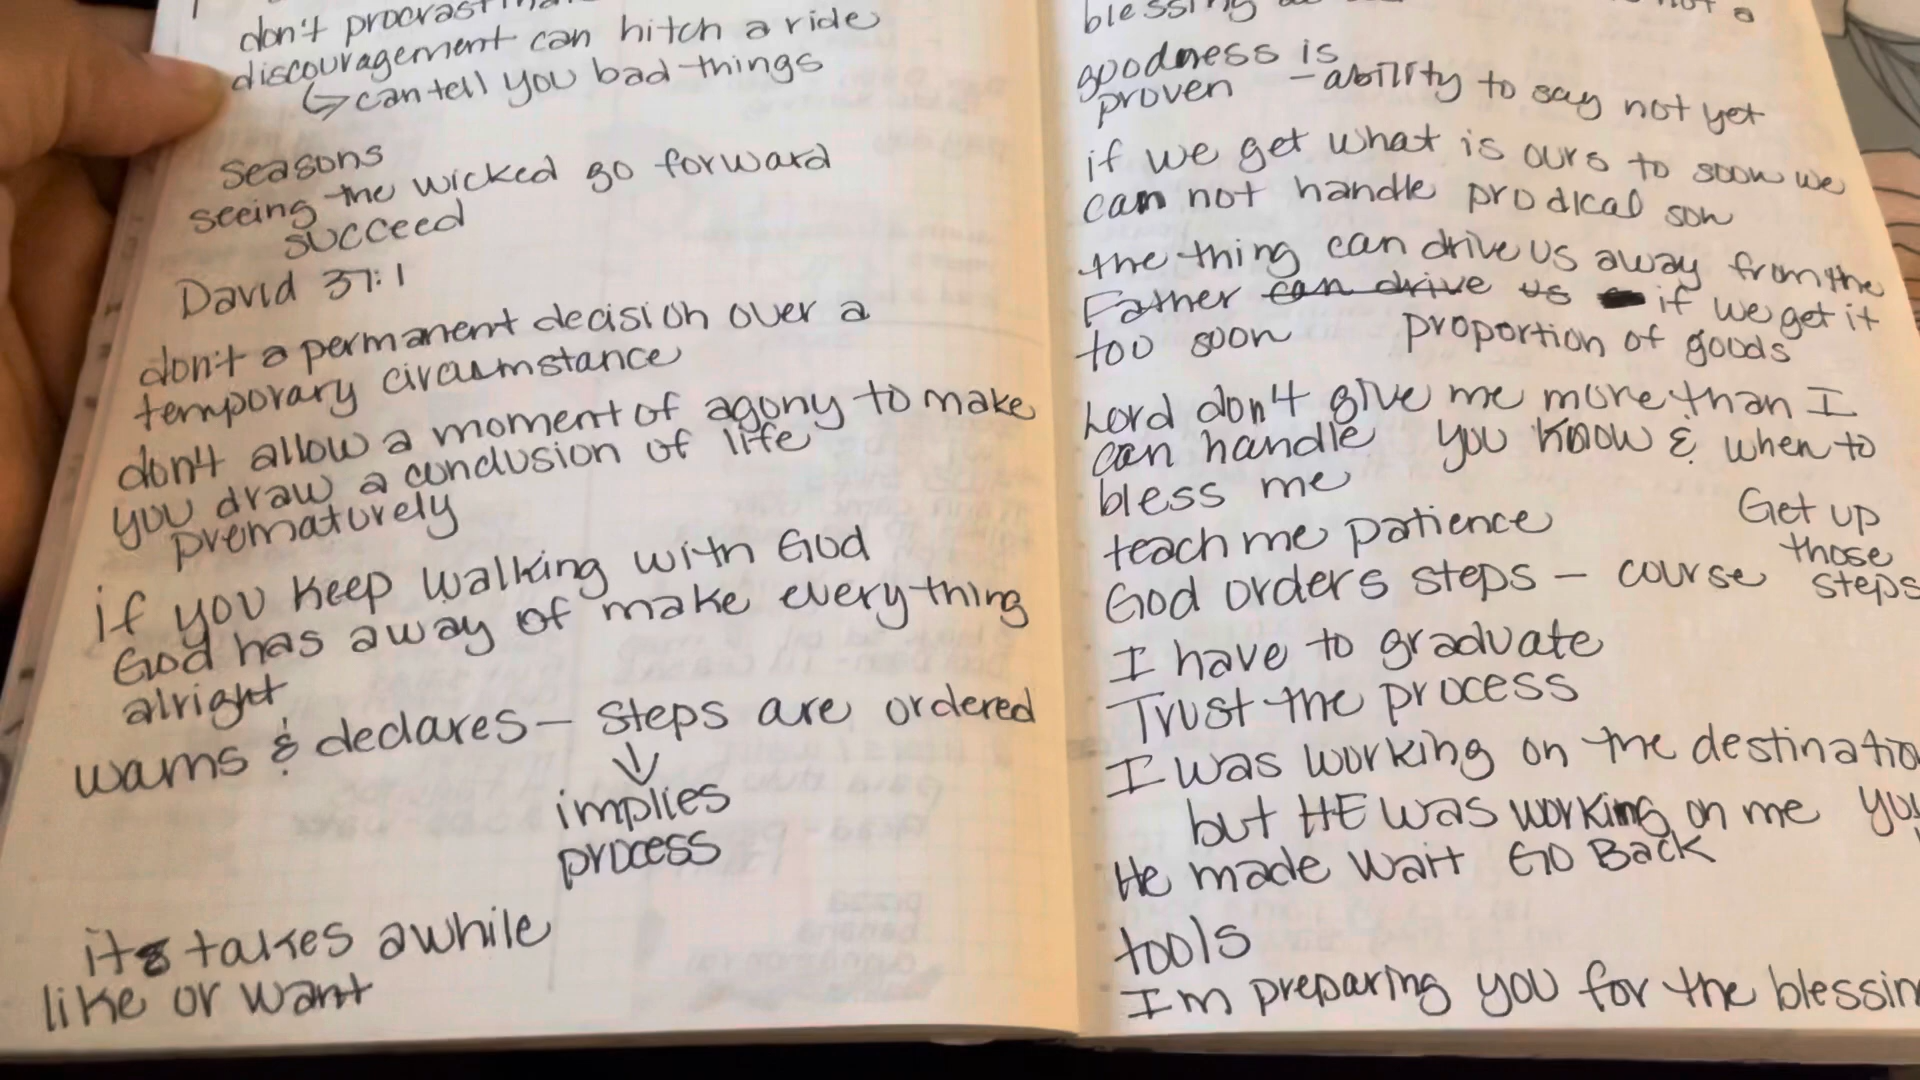 don't
discouragement can hitch a ride
↳ can tell you bad things
seasons
seeing the wicked go forward
succeed
David 37:1
don't a permanent decision over a
temporary circumstance
don't allow a moment of agony to make
you draw a conclusion of life
prematurely
if you keep walking with God
God has away of make everything
alright
warns & declares - steps are ordered
↓
implies
process
its takes awhile
like or want
blessing
goodness is
proven - ability to say not yet
if we get what is ours to soon we
can not handle prodical son
the thing can drive us away from the
Father can drive us if we get it
too soon proportion of goods
Lord don't give me more than I
can handle you know & when to
bless me
teach me patience Get up
those
God orders steps - course steps
I have to graduate
Trust the process
I was working on the destinatio
but HE was working on me
He made wait GO BACK
tools
I'm preparing you for the blessin